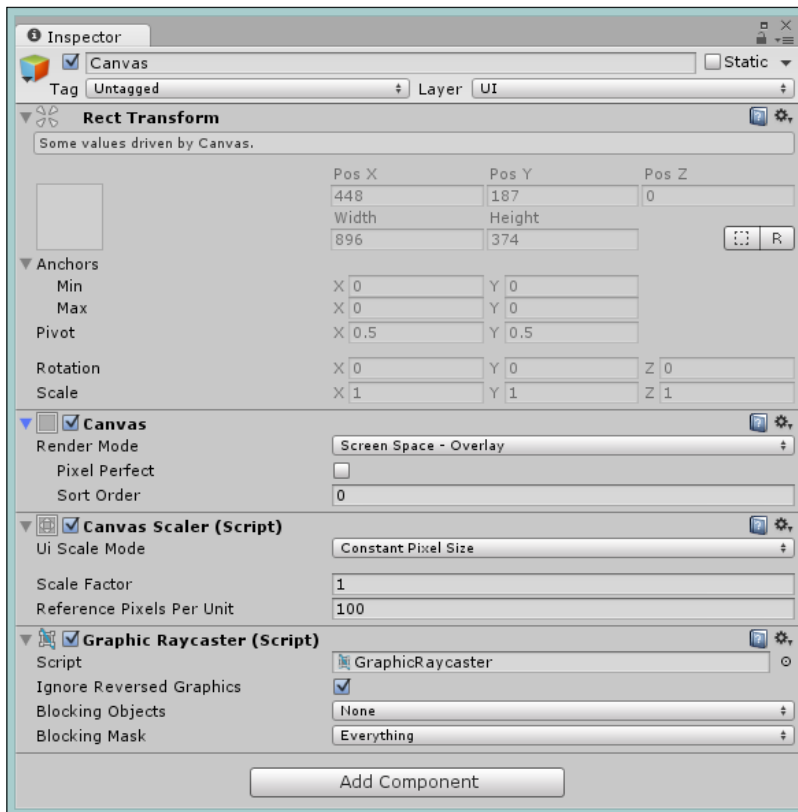 Inspector
Canvas Static
Tag Untagged Layer UI
Rect Transform
Some values driven by Canvas.
Pos X Pos Y Pos Z
448 187 0
Width Height
896 374
R
Anchors
Min X 0 Y 0
Max X 0 Y 0
Pivot X 0.5 Y 0.5
Rotation X 0 Y 0 Z 0
Scale X 1 Y 1 Z 1
Canvas
Render Mode Screen Space - Overlay
Pixel Perfect
Sort Order 0
Canvas Scaler (Script)
Ui Scale Mode Constant Pixel Size
Scale Factor 1
Reference Pixels Per Unit 100
Graphic Raycaster (Script)
Script GraphicRaycaster
Ignore Reversed Graphics
Blocking Objects None
Blocking Mask Everything
Add Component